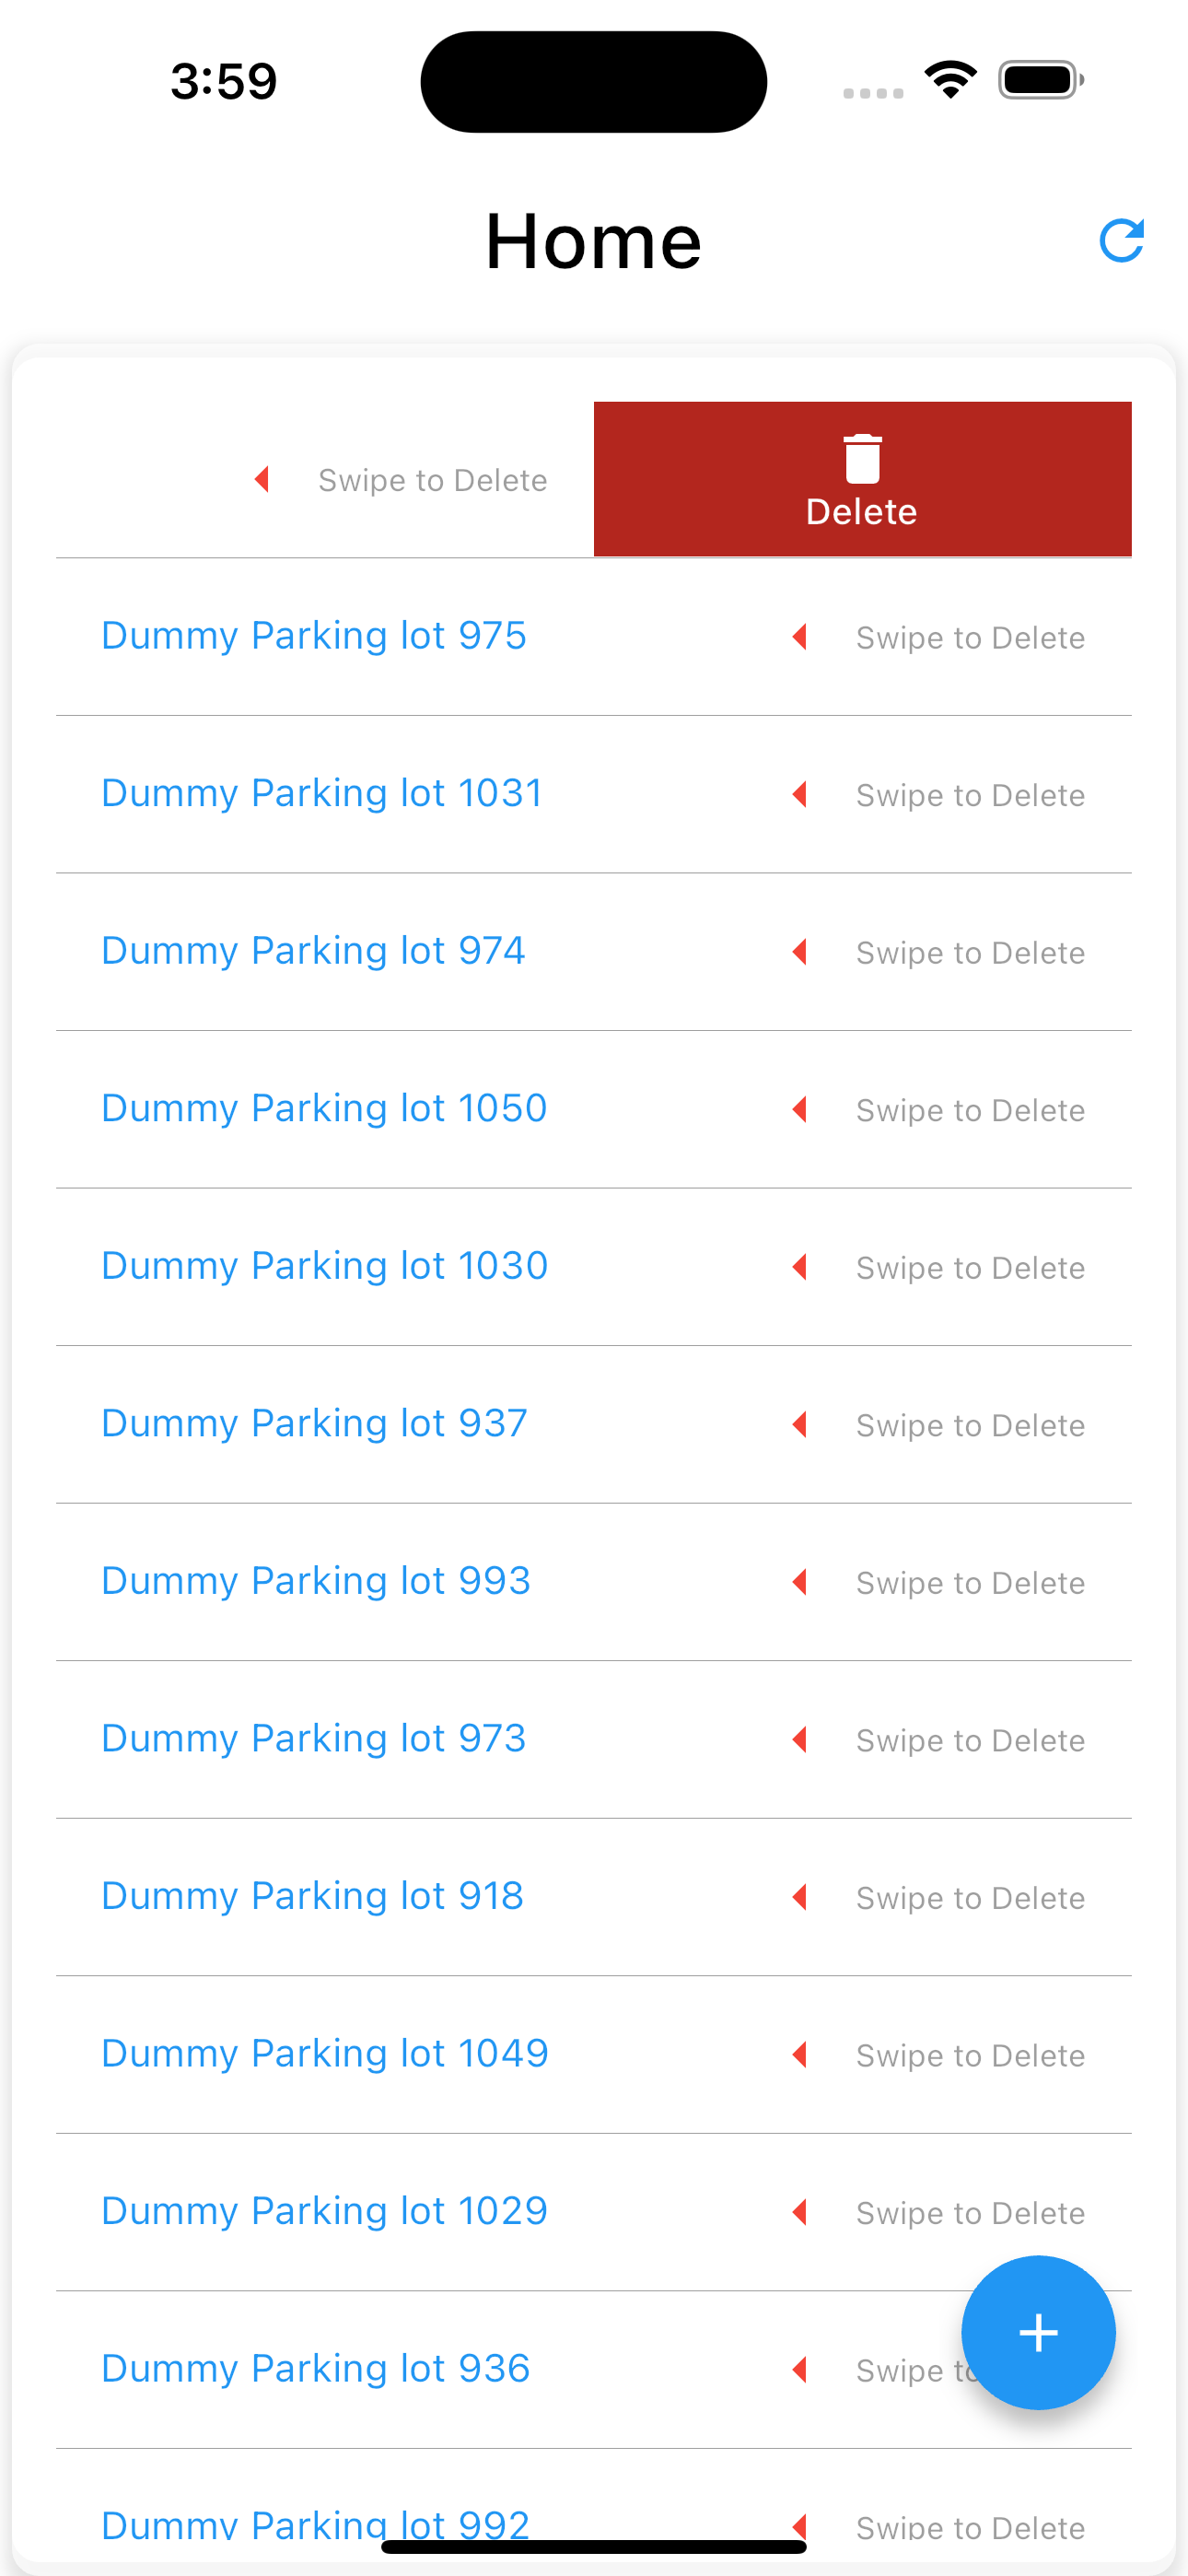 3:59
Home
Swipe to Delete
Delete
Dummy Parking lot 975 Swipe to Delete
Dummy Parking lot 1031 Swipe to Delete
Dummy Parking lot 974 Swipe to Delete
Dummy Parking lot 1050 Swipe to Delete
Dummy Parking lot 1030 Swipe to Delete
Dummy Parking lot 937 Swipe to Delete
Dummy Parking lot 993 Swipe to Delete
Dummy Parking lot 973 Swipe to Delete
Dummy Parking lot 918 Swipe to Delete
Dummy Parking lot 1049 Swipe to Delete
Dummy Parking lot 1029 Swipe to Delete
Dummy Parking lot 936 Swipe to
Dummy Parking lot 992 Swipe to Delete